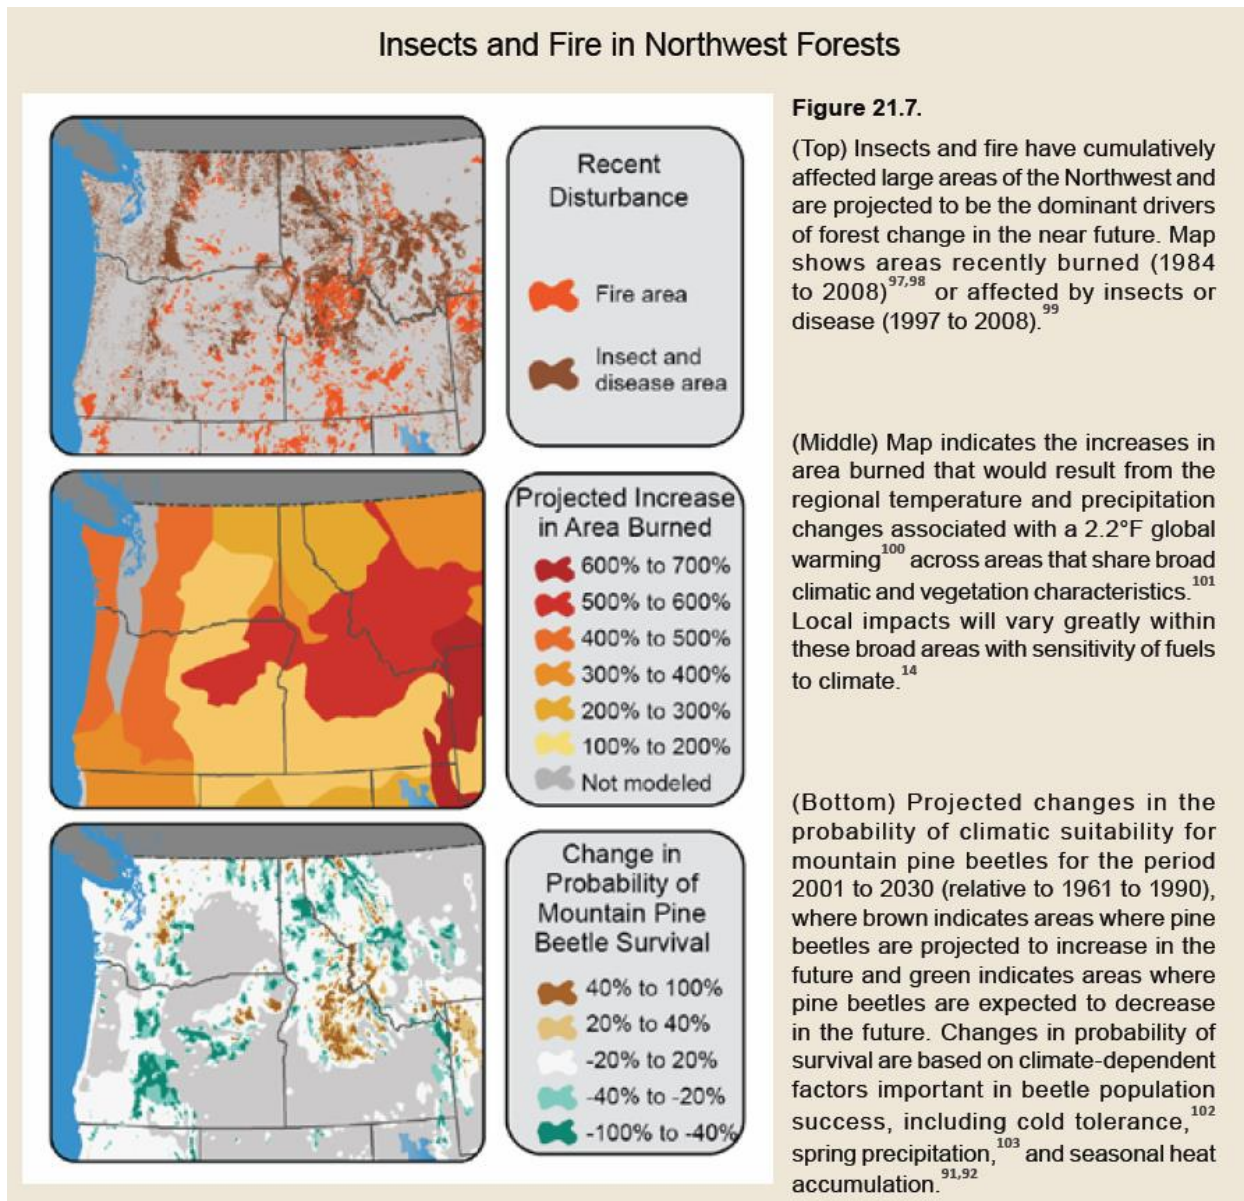 Insects and Fire in Northwest Forests
Recent
Disturbance
Fire area
Insect and
disease area
Figure 21.7.
(Top) Insects and fire have cumulatively
affected large areas of the Northwest and
are projected to be the dominant drivers
of forest change in the near future. Map
shows areas recently burned (1984
to 2008)97,98 or affected by insects or
disease (1997 to 2008).99
Projected Increase
in Area Burned
600% to 700%
500% to 600%
400% to 500%
300% to 400%
200% to 300%
100% to 200%
Not modeled
(Middle) Map indicates the increases in
area burned that would result from the
regional temperature and precipitation
changes associated with a 2.2°F global
warming100 across areas that share broad
climatic and vegetation characteristics.101
Local impacts will vary greatly within
these broad areas with sensitivity of fuels
to climate.14
Change in
Probability of
Mountain Pine
Beetle Survival
40% to 100%
20% to 40%
-20% to 20%
-40% to -20%
-100% to -40%
(Bottom) Projected changes in the
probability of climatic suitability for
mountain pine beetles for the period
2001 to 2030 (relative to 1961 to 1990),
where brown indicates areas where pine
beetles are projected to increase in the
future and green indicates areas where
pine beetles are expected to decrease
in the future. Changes in probability of
survival are based on climate-dependent
factors important in beetle population
success, including cold tolerance,102
spring precipitation,103 and seasonal heat
accumulation.91,92